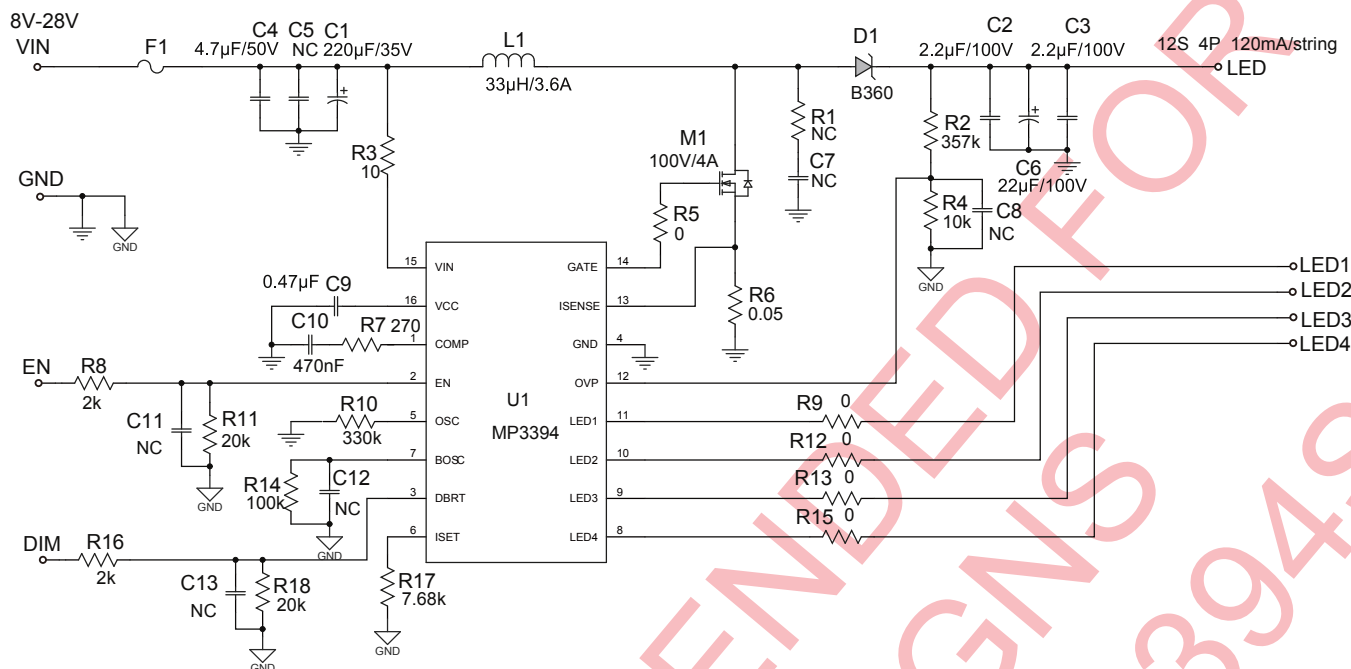 8V-28V
VIN
F1
C4
4.7µF/50V
C5
NC
C1
220µF/35V
+
L1
33µH/3.6A
D1
B360
C2
2.2µF/100V
C3
2.2µF/100V
12S 4P 120mA/string
LED
R3
10
M1
100V/4A
R1
NC
C7
NC
R2
357k
+
C6
22µF/100V
GND
GND
R5
0
R4
10k
C8
NC
GND
15 VIN
GATE 14
0.47µF C9
16 VCC
ISENSE 13
R6
0.05
C10
470nF
R7 270
1 COMP
GND 4
EN
R8
2k
2 EN
OVP 12
C11
NC
R11
20k
GND
R10
330k
5 OSC
U1
MP3394
LED1 11
R9 0
LED1
7 BOSC
LED2 10
R12 0
LED2
R14
100k
C12
NC
GND
3 DBRT
LED3 9
R13 0
LED3
DIM
R16
2k
6 ISET
LED4 8
R15 0
LED4
C13
NC
R18
20k
GND
R17
7.68k
GND
ENDED FOR
GNS
394S